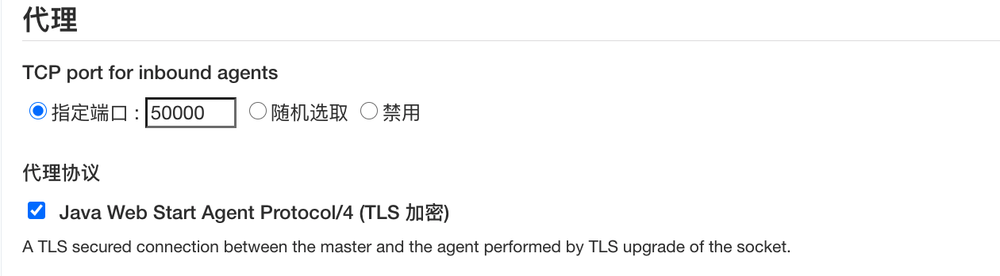 代理
TCP port for inbound agents
指定端口 : 50000 随机选取 禁用
代理协议
Java Web Start Agent Protocol/4 (TLS 加密)
A TLS secured connection between the master and the agent performed by TLS upgrade of the socket.